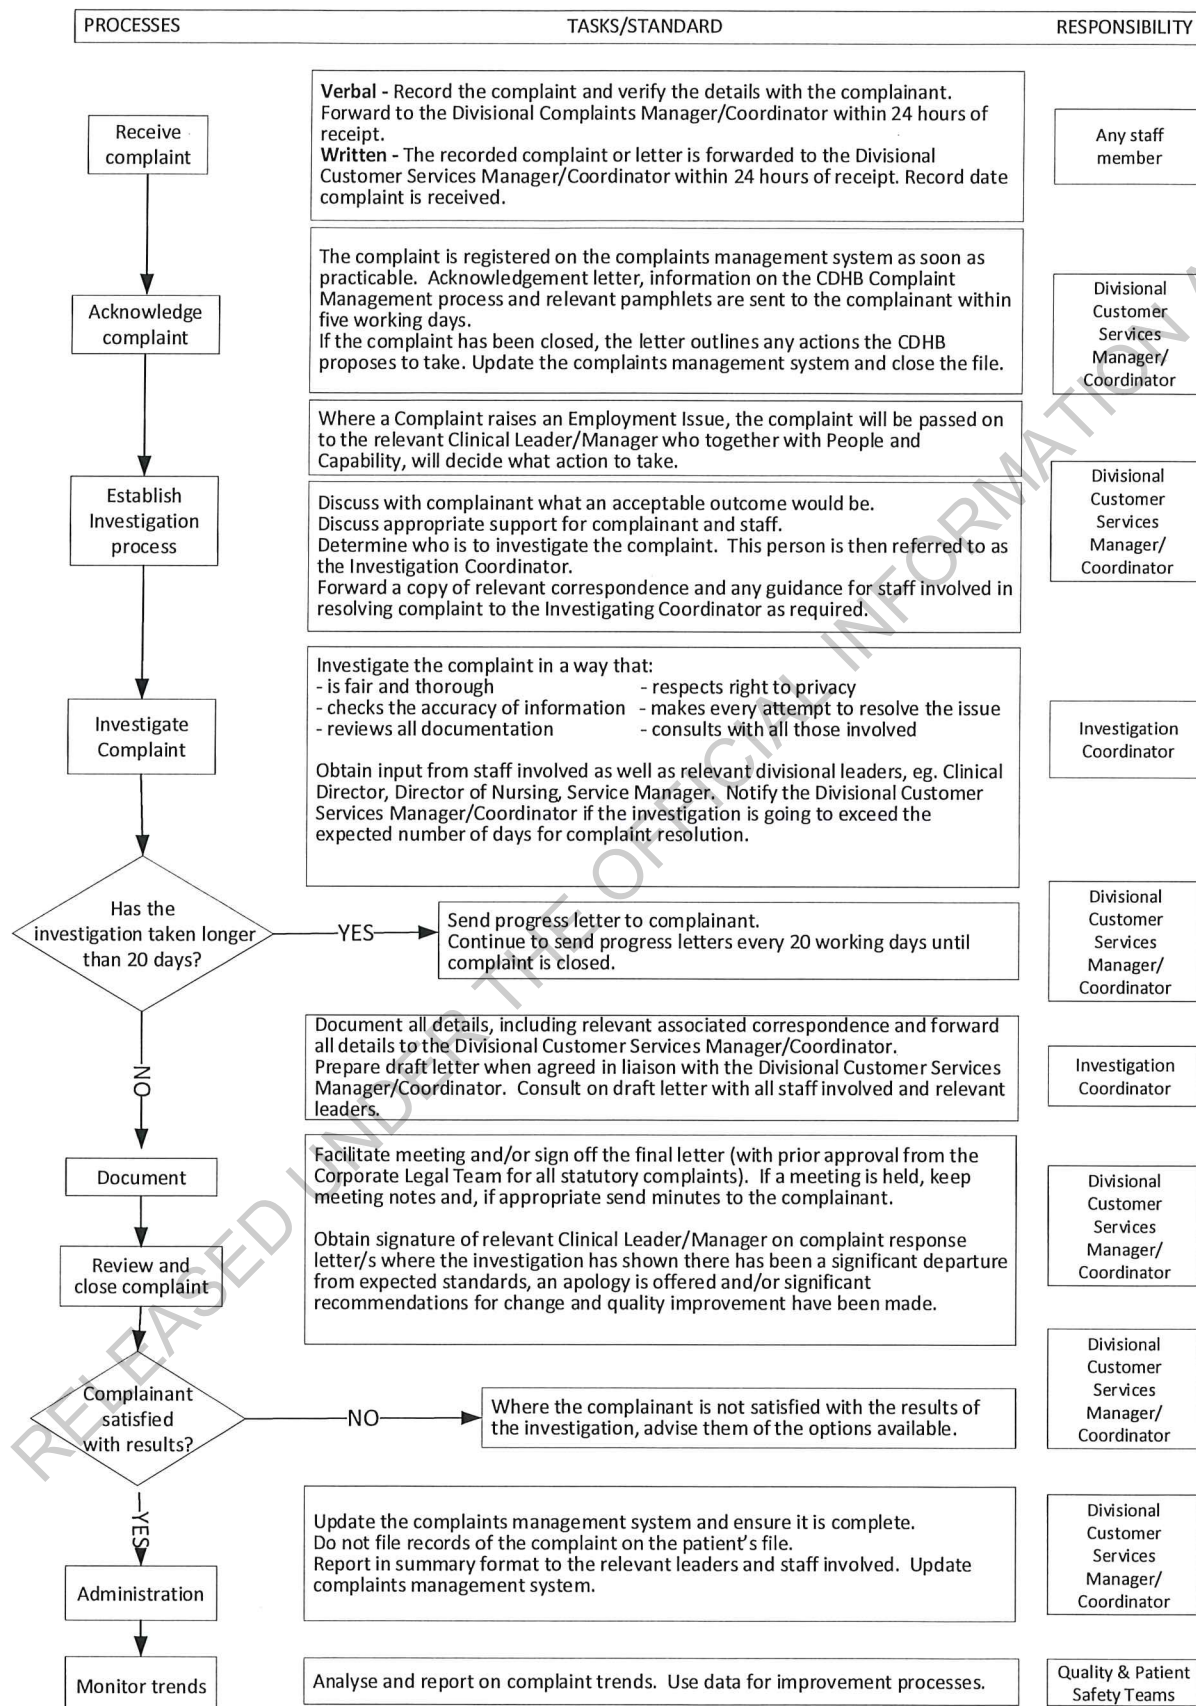 PROCESSES
TASKS/STANDARD
RESPONSIBILITY
Receive
complaint
Verbal - Record the complaint and verify the details with the complainant.
Forward to the Divisional Complaints Manager/Coordinator within 24 hours of
receipt.
Written - The recorded complaint or letter is forwarded to the Divisional
Customer Services Manager/Coordinator within 24 hours of receipt. Record date
complaint is received.
Any staff
member
Acknowledge
complaint
The complaint is registered on the complaints management system as soon as
practicable. Acknowledgement letter, information on the CDHB Complaint
Management process and relevant pamphlets are sent to the complainant within
five working days.
If the complaint has been closed, the letter outlines any actions the CDHB
proposes to take. Update the complaints management system and close the file.
Divisional
Customer
Services
Manager/
Coordinator
Where a Complaint raises an Employment Issue, the complaint will be passed on
to the relevant Clinical Leader/Manager who together with People and
Capability, will decide what action to take.
Establish
Investigation
process
Discuss with complainant what an acceptable outcome would be.
Discuss appropriate support for complainant and staff.
Determine who is to investigate the complaint. This person is then referred to as
the Investigation Coordinator.
Forward a copy of relevant correspondence and any guidance for staff involved in
resolving complaint to the Investigating Coordinator as required.
Divisional
Customer
Services
Manager/
Coordinator
Investigate
Complaint
Investigate the complaint in a way that:
- is fair and thorough - respects right to privacy
- checks the accuracy of information - makes every attempt to resolve the issue
- reviews all documentation - consults with all those involved
Obtain input from staff involved as well as relevant divisional leaders, eg. Clinical
Director, Director of Nursing, Service Manager. Notify the Divisional Customer
Services Manager/Coordinator if the investigation is going to exceed the
expected number of days for complaint resolution.
Investigation
Coordinator
Has the
investigation taken longer
than 20 days?
YES
Send progress letter to complainant.
Continue to send progress letters every 20 working days until
complaint is closed.
Divisional
Customer
Services
Manager/
Coordinator
NO
Document all details, including relevant associated correspondence and forward
all details to the Divisional Customer Services Manager/Coordinator.
Prepare draft letter when agreed in liaison with the Divisional Customer Services
Manager/Coordinator. Consult on draft letter with all staff involved and relevant
leaders.
Investigation
Coordinator
Document
Facilitate meeting and/or sign off the final letter (with prior approval from the
Corporate Legal Team for all statutory complaints). If a meeting is held, keep
meeting notes and, if appropriate send minutes to the complainant.
Review and
close complaint
Obtain signature of relevant Clinical Leader/Manager on complaint response
letter/s where the investigation has shown there has been a significant departure
from expected standards, an apology is offered and/or significant
recommendations for change and quality improvement have been made.
Divisional
Customer
Services
Manager/
Coordinator
Complainant
satisfied
with results?
NO
Where the complainant is not satisfied with the results of
the investigation, advise them of the options available.
Divisional
Customer
Services
Manager/
Coordinator
YES
Administration
Update the complaints management system and ensure it is complete.
Do not file records of the complaint on the patient's file.
Report in summary format to the relevant leaders and staff involved. Update
complaints management system.
Divisional
Customer
Services
Manager/
Coordinator
Monitor trends
Analyse and report on complaint trends. Use data for improvement processes.
Quality & Patient
Safety Teams
RELEASED UNDER THE OFFICIAL INFORMATION